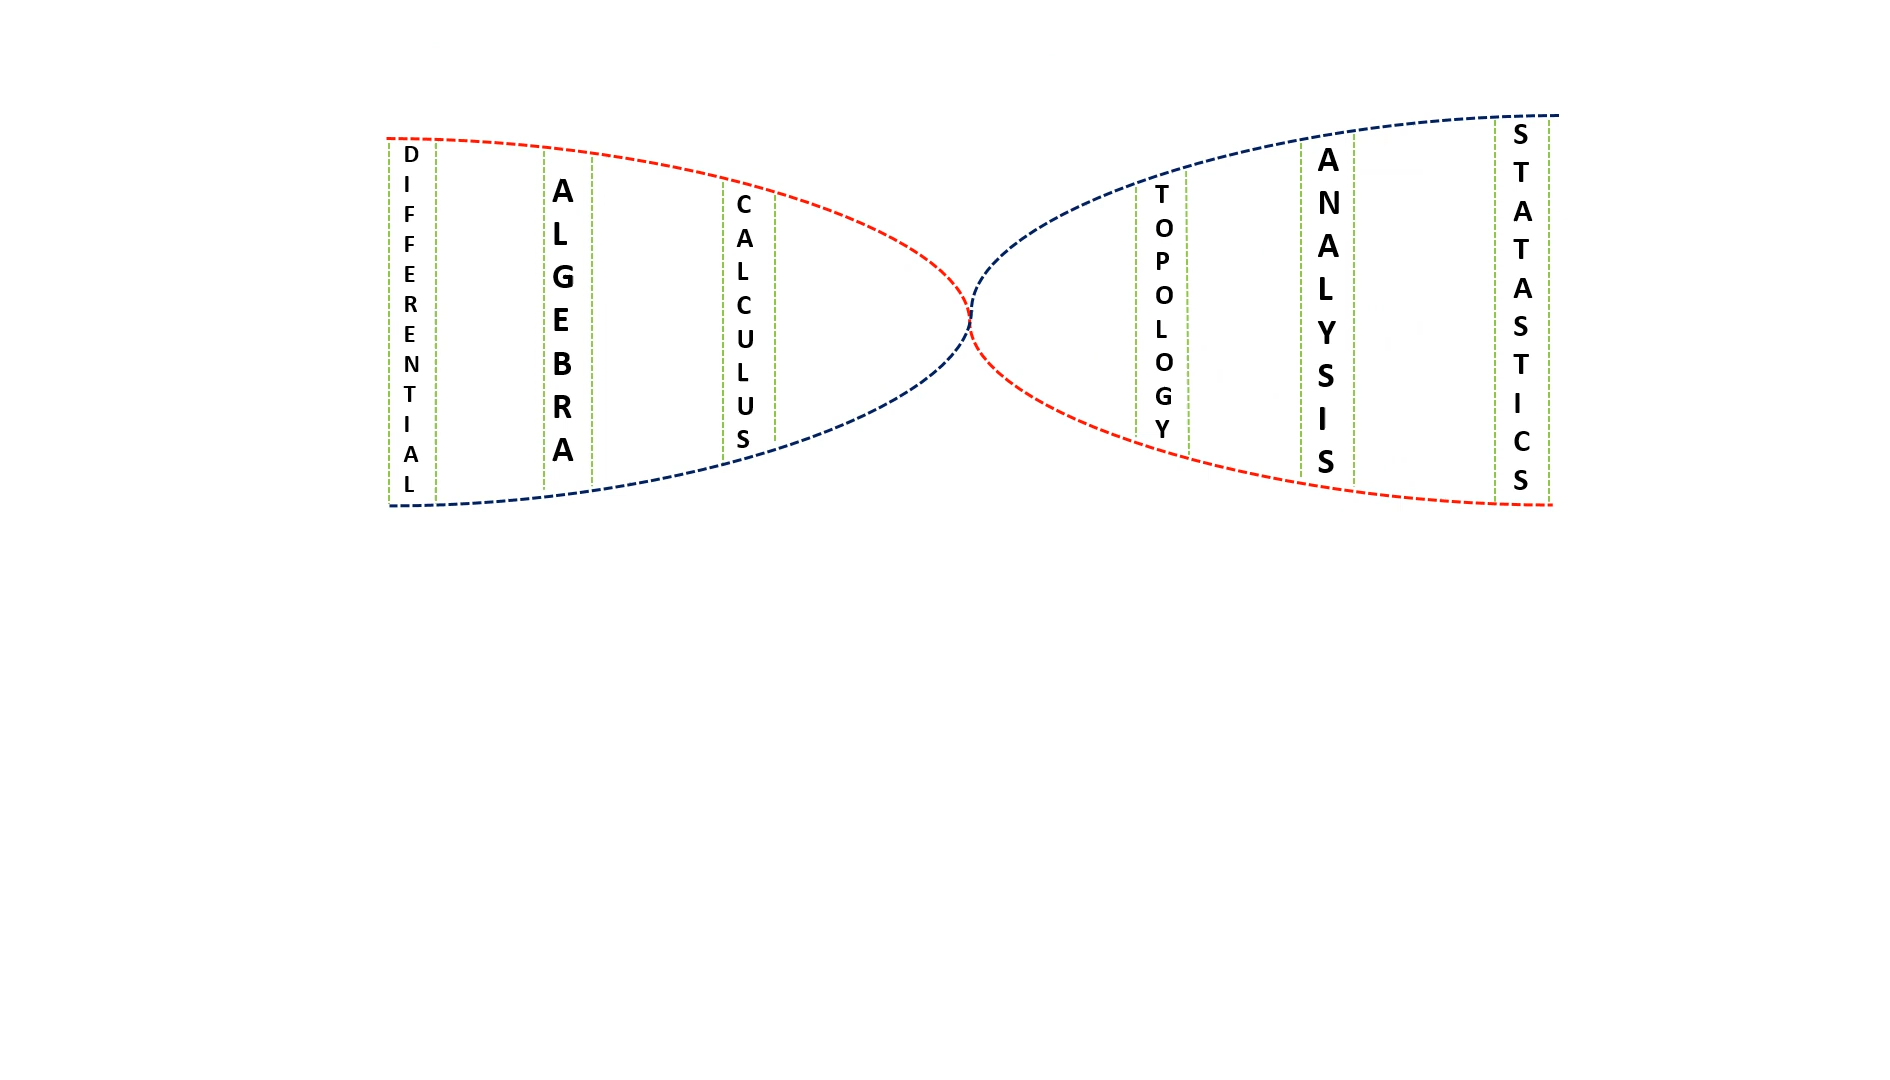 DIFFERENTIAL
ALGEBRA
CALCULUS
TOPOLOGY
ANALYSIS
STATASTICS